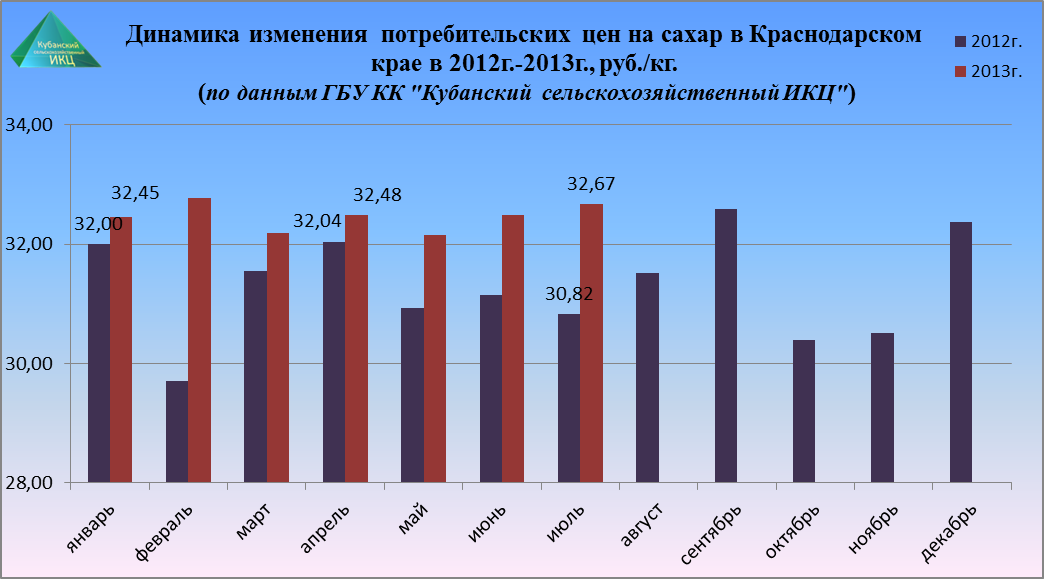 Кубанский
сельскохозяйственный
ИКЦ
Динамика изменения потребительских цен на сахар в Краснодарском
крае в 2012г.-2013г., руб./кг.
(по данным ГБУ КК "Кубанский сельскохозяйственный ИКЦ")
2012г.
2013г.
34,00
32,00
30,00
28,00
32,00
32,45
32,04
32,48
30,82
32,67
январь
февраль
март
апрель
май
июнь
июль
август
сентябрь
октябрь
ноябрь
декабрь